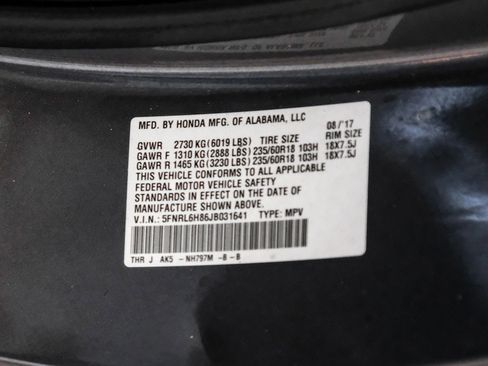 MFD. BY HONDA MFG. OF ALABAMA, LLC 08/'17
GVWR 2730 KG (6019 LBS) TIRE SIZE RIM SIZE
GAWR F 1310 KG (2888 LBS) 235/60R18 103H 18X7.5J
GAWR R 1465 KG (3230 LBS) 235/60R18 103H 18X7.5J
THIS VEHICLE CONFORMS TO ALL APPLICABLE
FEDERAL MOTOR VEHICLE SAFETY
STANDARDS IN EFFECT ON THE DATE OF
MANUFACTURE SHOWN ABOVE.
V.I.N.: 5FNRL6H86JB031641 TYPE: MPV
THR J AK5 -NH797M -B -B